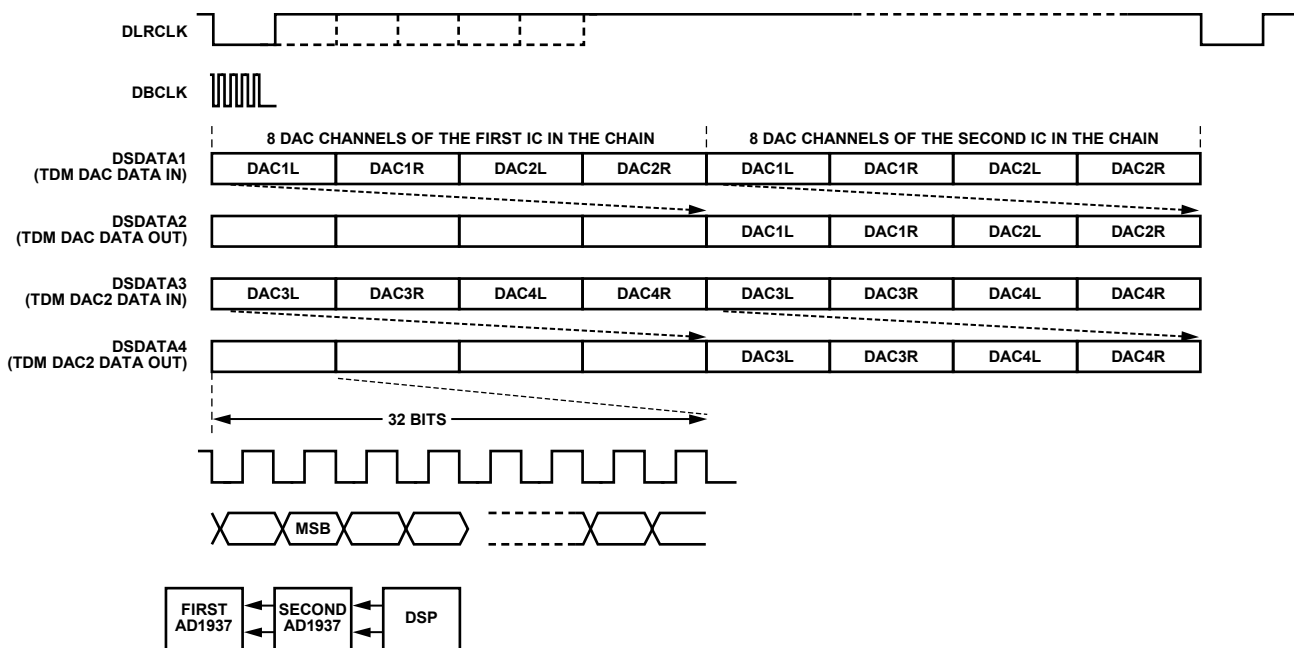 DLRCLK
DBCLK
8 DAC CHANNELS OF THE FIRST IC IN THE CHAIN
8 DAC CHANNELS OF THE SECOND IC IN THE CHAIN
DSDATA1
(TDM DAC DATA IN)
DAC1L DAC1R DAC2L DAC2R DAC1L DAC1R DAC2L DAC2R
DSDATA2
(TDM DAC DATA OUT)
DAC1L DAC1R DAC2L DAC2R
DSDATA3
(TDM DAC2 DATA IN)
DAC3L DAC3R DAC4L DAC4R DAC3L DAC3R DAC4L DAC4R
DSDATA4
(TDM DAC2 DATA OUT)
DAC3L DAC3R DAC4L DAC4R
32 BITS
MSB
FIRST
AD1937
SECOND
AD1937
DSP